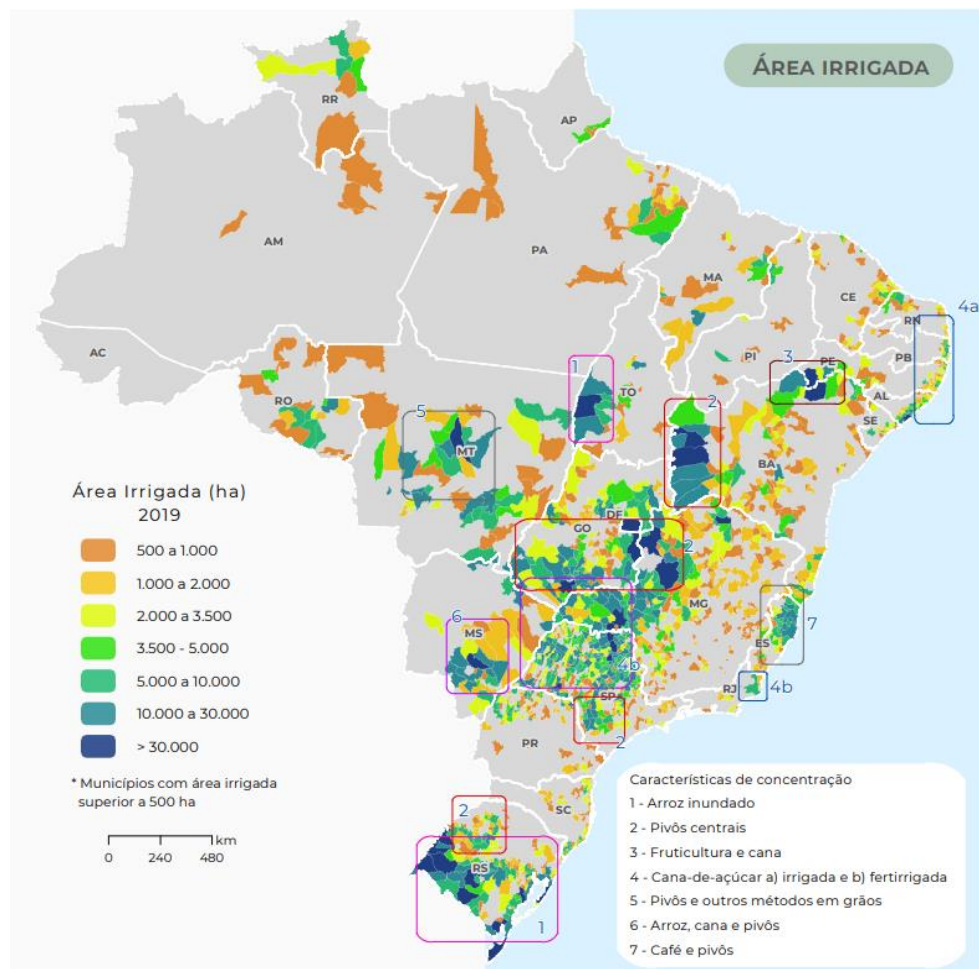 ÁREA IRRIGADA
RR
AP
AM
PA
MA
CE
RN
4a
PB
PI
3
PE
AL
SE
AC
1
TO
2
RO
5
MT
BA
DF
GO
2
MG
6
MS
ES
7
4b
RJ
4b
SP
2
PR
SC
2
RS
1
Área Irrigada (ha)
2019
500 a 1.000
1.000 a 2.000
2.000 a 3.500
3.500 - 5.000
5.000 a 10.000
10.000 a 30.000
> 30.000
* Municípios com área irrigada
superior a 500 ha
km
0 240 480
Características de concentração
1 - Arroz inundado
2 - Pivôs centrais
3 - Fruticultura e cana
4 - Cana-de-açúcar a) irrigada e b) fertirrigada
5 - Pivôs e outros métodos em grãos
6 - Arroz, cana e pivôs
7 - Café e pivôs